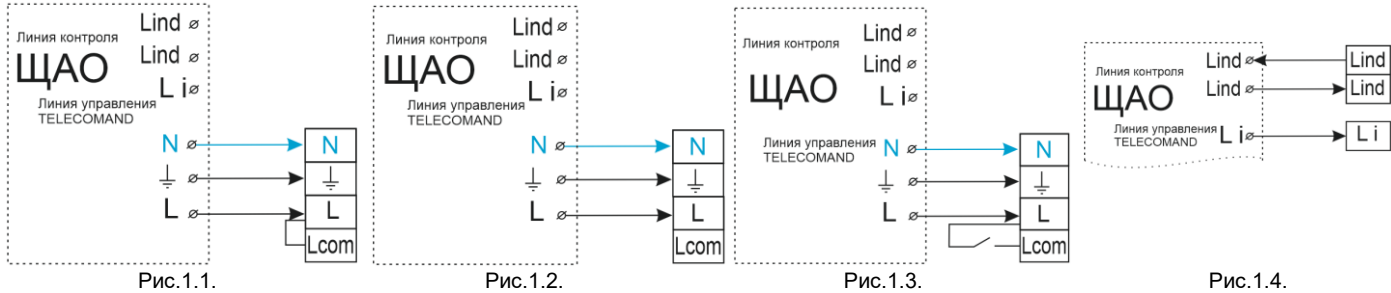 Lind
Линия контроля
Lind
ЩАО
L i
Линия управления
TELECOMAND
N
N
L
L
Lcom
Рис.1.1.
Lind
Линия контроля
Lind
ЩАО
L i
Линия управления
TELECOMAND
N
N
L
L
Lcom
Рис.1.2.
Lind
Линия контроля
Lind
ЩАО
L i
Линия управления
TELECOMAND
N
N
L
L
Lcom
Рис.1.3.
Lind
Lind
Линия контроля
Lind
Lind
ЩАО
Линия управления
TELECOMAND
L i
L i
Рис.1.4.